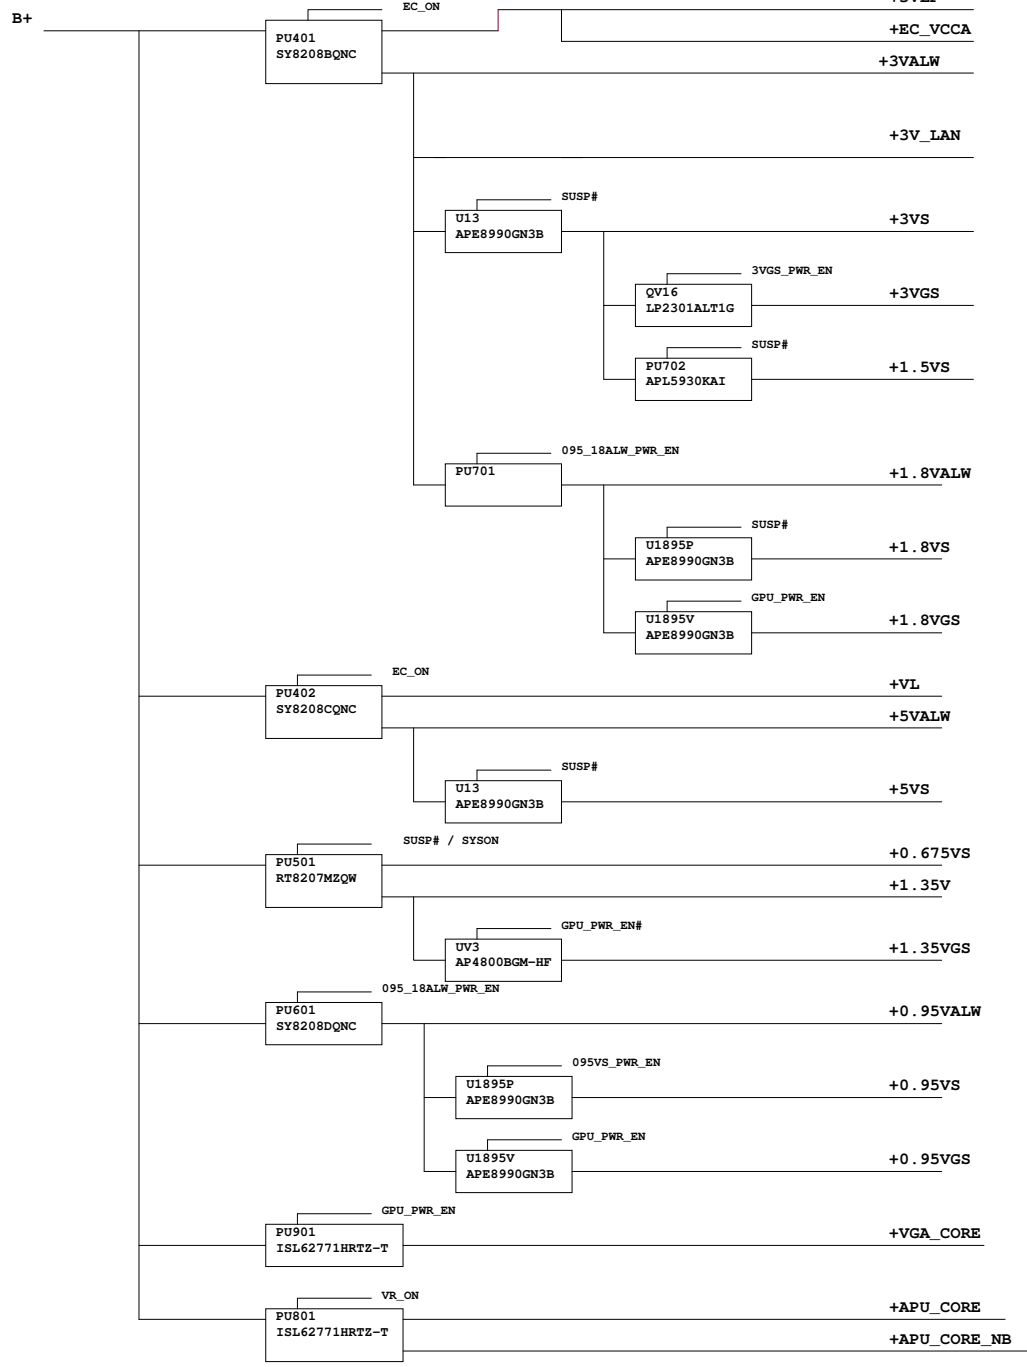 B+
EC_ON
PU401
SY8208BQNC
+EC_VCCA
+3VALW
+3V_LAN
SUSP#
U13
APE8990GN3B
+3VS
3VGS_PWR_EN
QV16
LP2301ALT1G
+3VGS
SUSP#
PU702
APL5930KAI
+1.5VS
095_18ALW_PWR_EN
PU701
+1.8VALW
SUSP#
U1895P
APE8990GN3B
+1.8VS
GPU_PWR_EN
U1895V
APE8990GN3B
+1.8VGS
EC_ON
PU402
SY8208CQNC
+VL
+5VALW
SUSP#
U13
APE8990GN3B
+5VS
SUSP# / SYSON
PU501
RT8207MZQW
+0.675VS
+1.35V
GPU_PWR_EN#
UV3
AP4800BGM-HF
+1.35VGS
095_18ALW_PWR_EN
PU601
SY8208DQNC
+0.95VALW
095VS_PWR_EN
U1895P
APE8990GN3B
+0.95VS
GPU_PWR_EN
U1895V
APE8990GN3B
+0.95VGS
GPU_PWR_EN
PU901
ISL62771HRTZ-T
+VGA_CORE
VR_ON
PU801
ISL62771HRTZ-T
+APU_CORE
+APU_CORE_NB